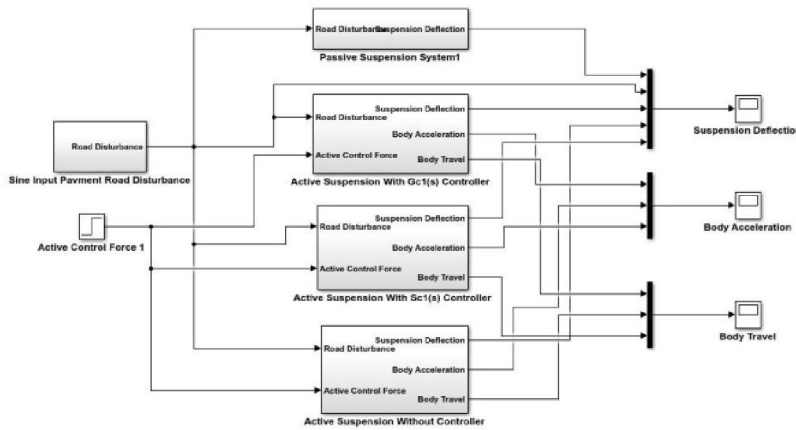 Road Disturbance Suspension Deflection
Passive Suspension System1
Suspension Deflection
Road Disturbance
Body Acceleration
Active Control Force
Body Travel
Active Suspension With Gc1(s) Controller
Road Disturbance
Sine Input Pavment Road Disturbance
Active Control Force 1
Suspension Deflection
Road Disturbance
Body Acceleration
Active Control Force
Body Travel
Active Suspension With Sc1(s) Controller
Suspension Deflection
Road Disturbance
Body Acceleration
Active Control Force
Body Travel
Active Suspension Without Controller
Suspension Deflection
Body Acceleration
Body Travel